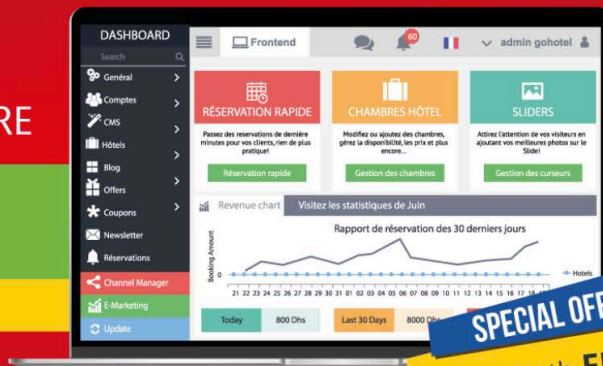 RE
DASHBOARD
Search
Général
Comptes
CMS
Hôtels
Blog
Offers
Coupons
Newsletter
Réservations
Channel Manager
E-Marketing
Update
Frontend
60
admin gohotel
RÉSERVATION RAPIDE
Passez des reservations de dernière
minutes pour vos clients, rien de plus
pratique!
Réservation rapide
CHAMBRES HÔTEL
Modifiez ou ajoutez des chambres,
gérez la disponibilité, les prix et plus
encore...
Gestion des chambres
SLIDERS
Attirez l'attention de vos visiteurs en
ajoutant vos meilleures photos sur le
Slide!
Gestion des curseurs
Revenue chart
Visitez les statistiques de Juin
Rapport de réservation des 30 derniers jours
Booking Amount
0
Hotels
21 22 23 24 25 26 27 28 29 30 31 01 02 03 04 05 06 07 08 09 10 11 12 13 14 15 16 17 18
Today
800 Dhs
Last 30 Days
8000 Dhs
SPECIAL OFF